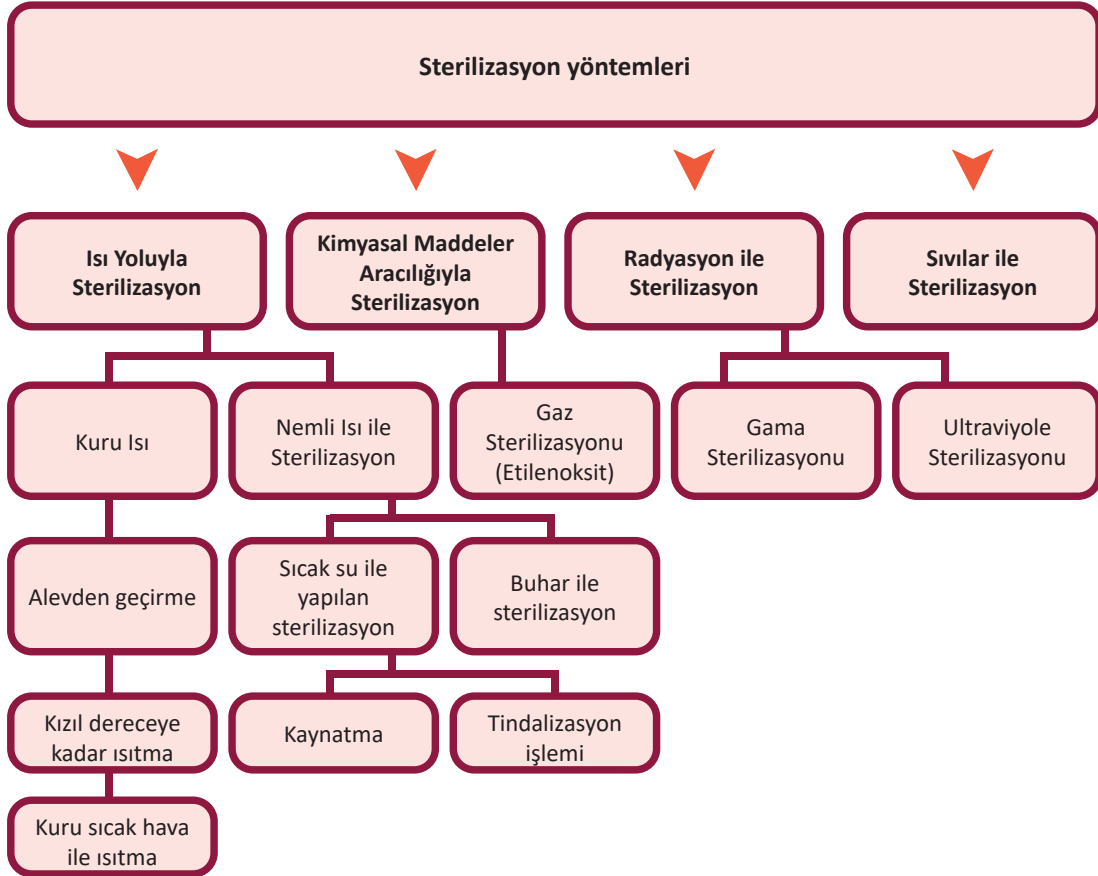 Sterilizasyon yöntemleri
Isı Yoluyla
Sterilizasyon
Kimyasal Maddeler
Aracılığıyla
Sterilizasyon
Radyasyon ile
Sterilizasyon
Sıvılar ile
Sterilizasyon
Kuru Isı
Nemli Isı ile
Sterilizasyon
Gaz
Sterilizasyonu
(Etilenoksit)
Gama
Sterilizasyonu
Ultraviyole
Sterilizasyonu
Alevden geçirme
Sıcak su ile
yapılan
sterilizasyon
Buhar ile
sterilizasyon
Kızıl dereceye
kadar ısıtma
Kaynatma
Tindalizasyon
işlemi
Kuru sıcak hava
ile ısıtma